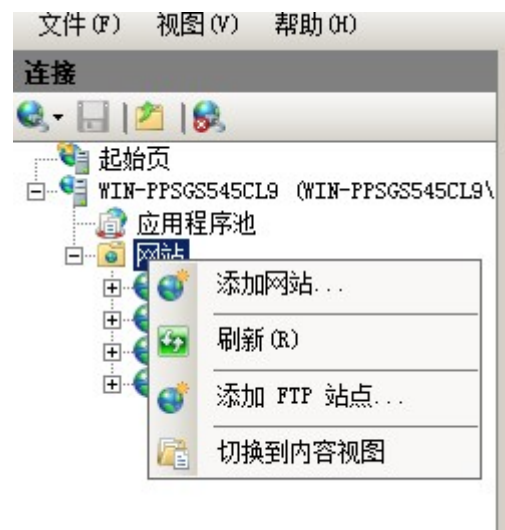 文件(F) 视图(V) 帮助(H)
连接
起始页
WIN-PPSGS545CL9 (WIN-PPSGS545CL9\
应用程序池
网站
添加网站...
刷新(R)
添加 FTP 站点...
切换到内容视图